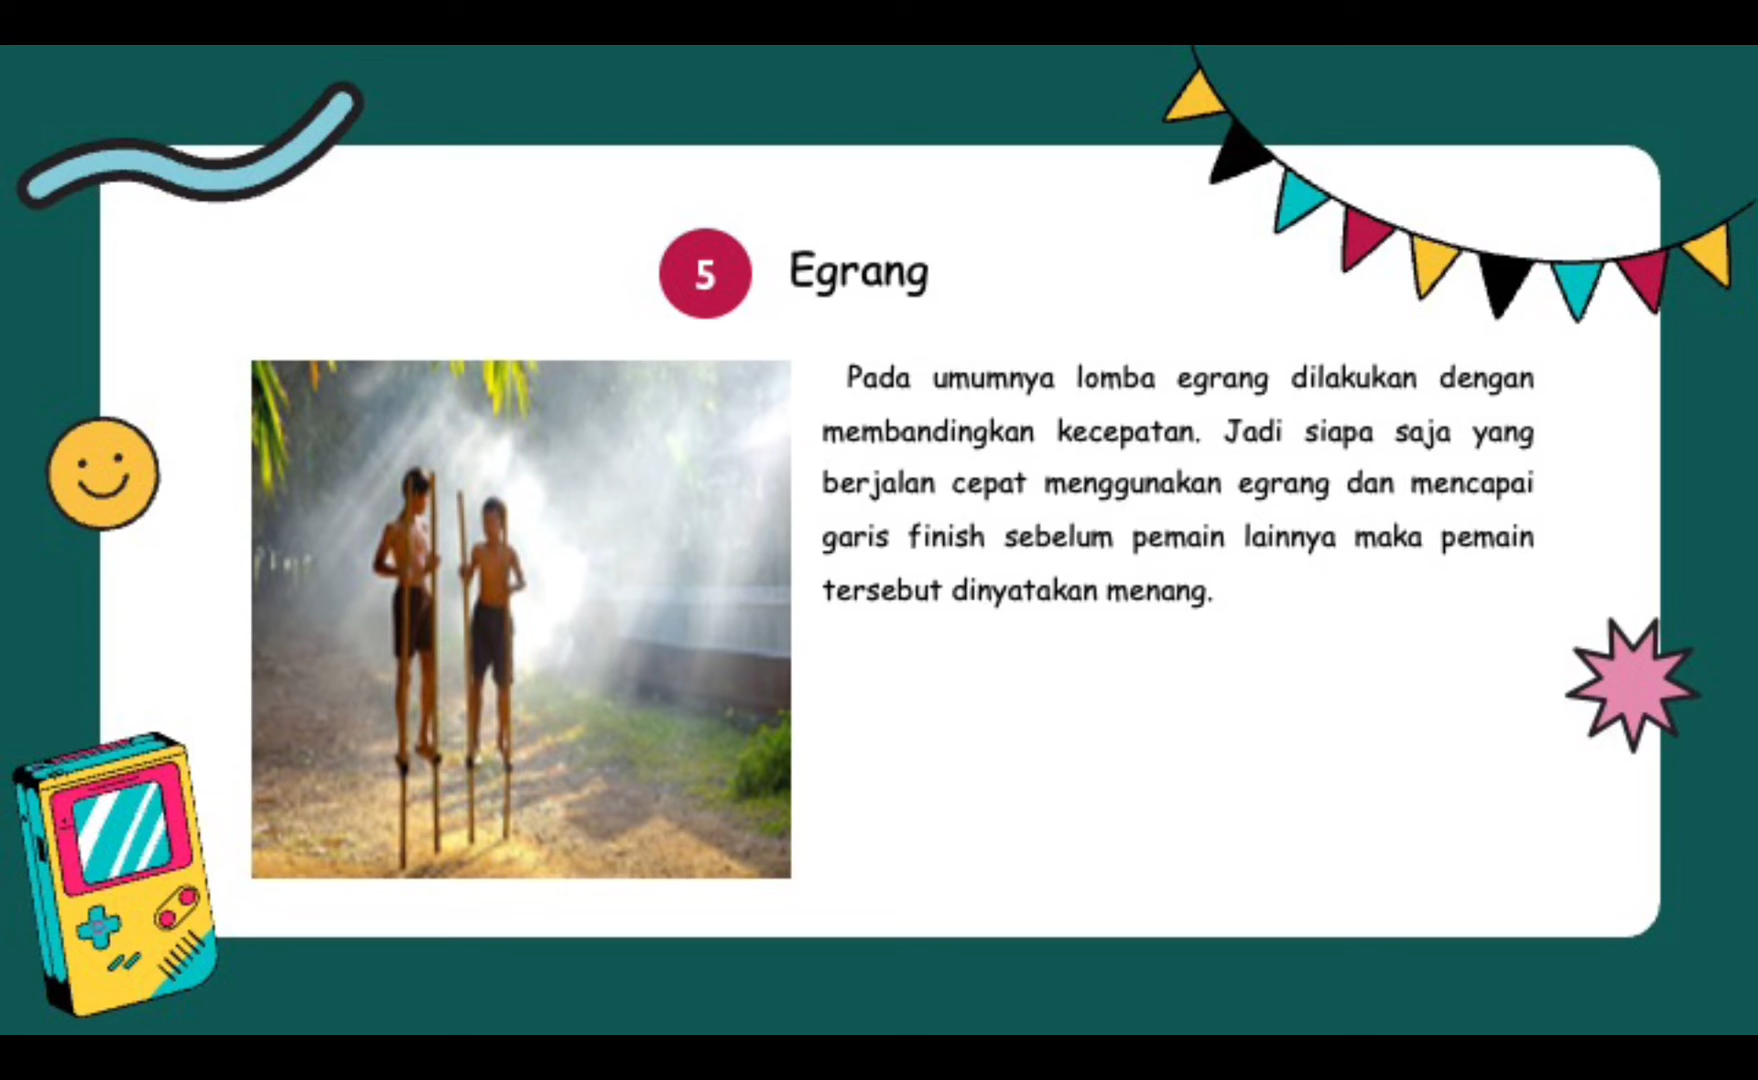 5
Egrang
Pada umumnya lomba egrang dilakukan dengan
membandingkan kecepatan. Jadi siapa saja yang
berjalan cepat menggunakan egrang dan mencapai
garis finish sebelum pemain lainnya maka pemain
tersebut dinyatakan menang.